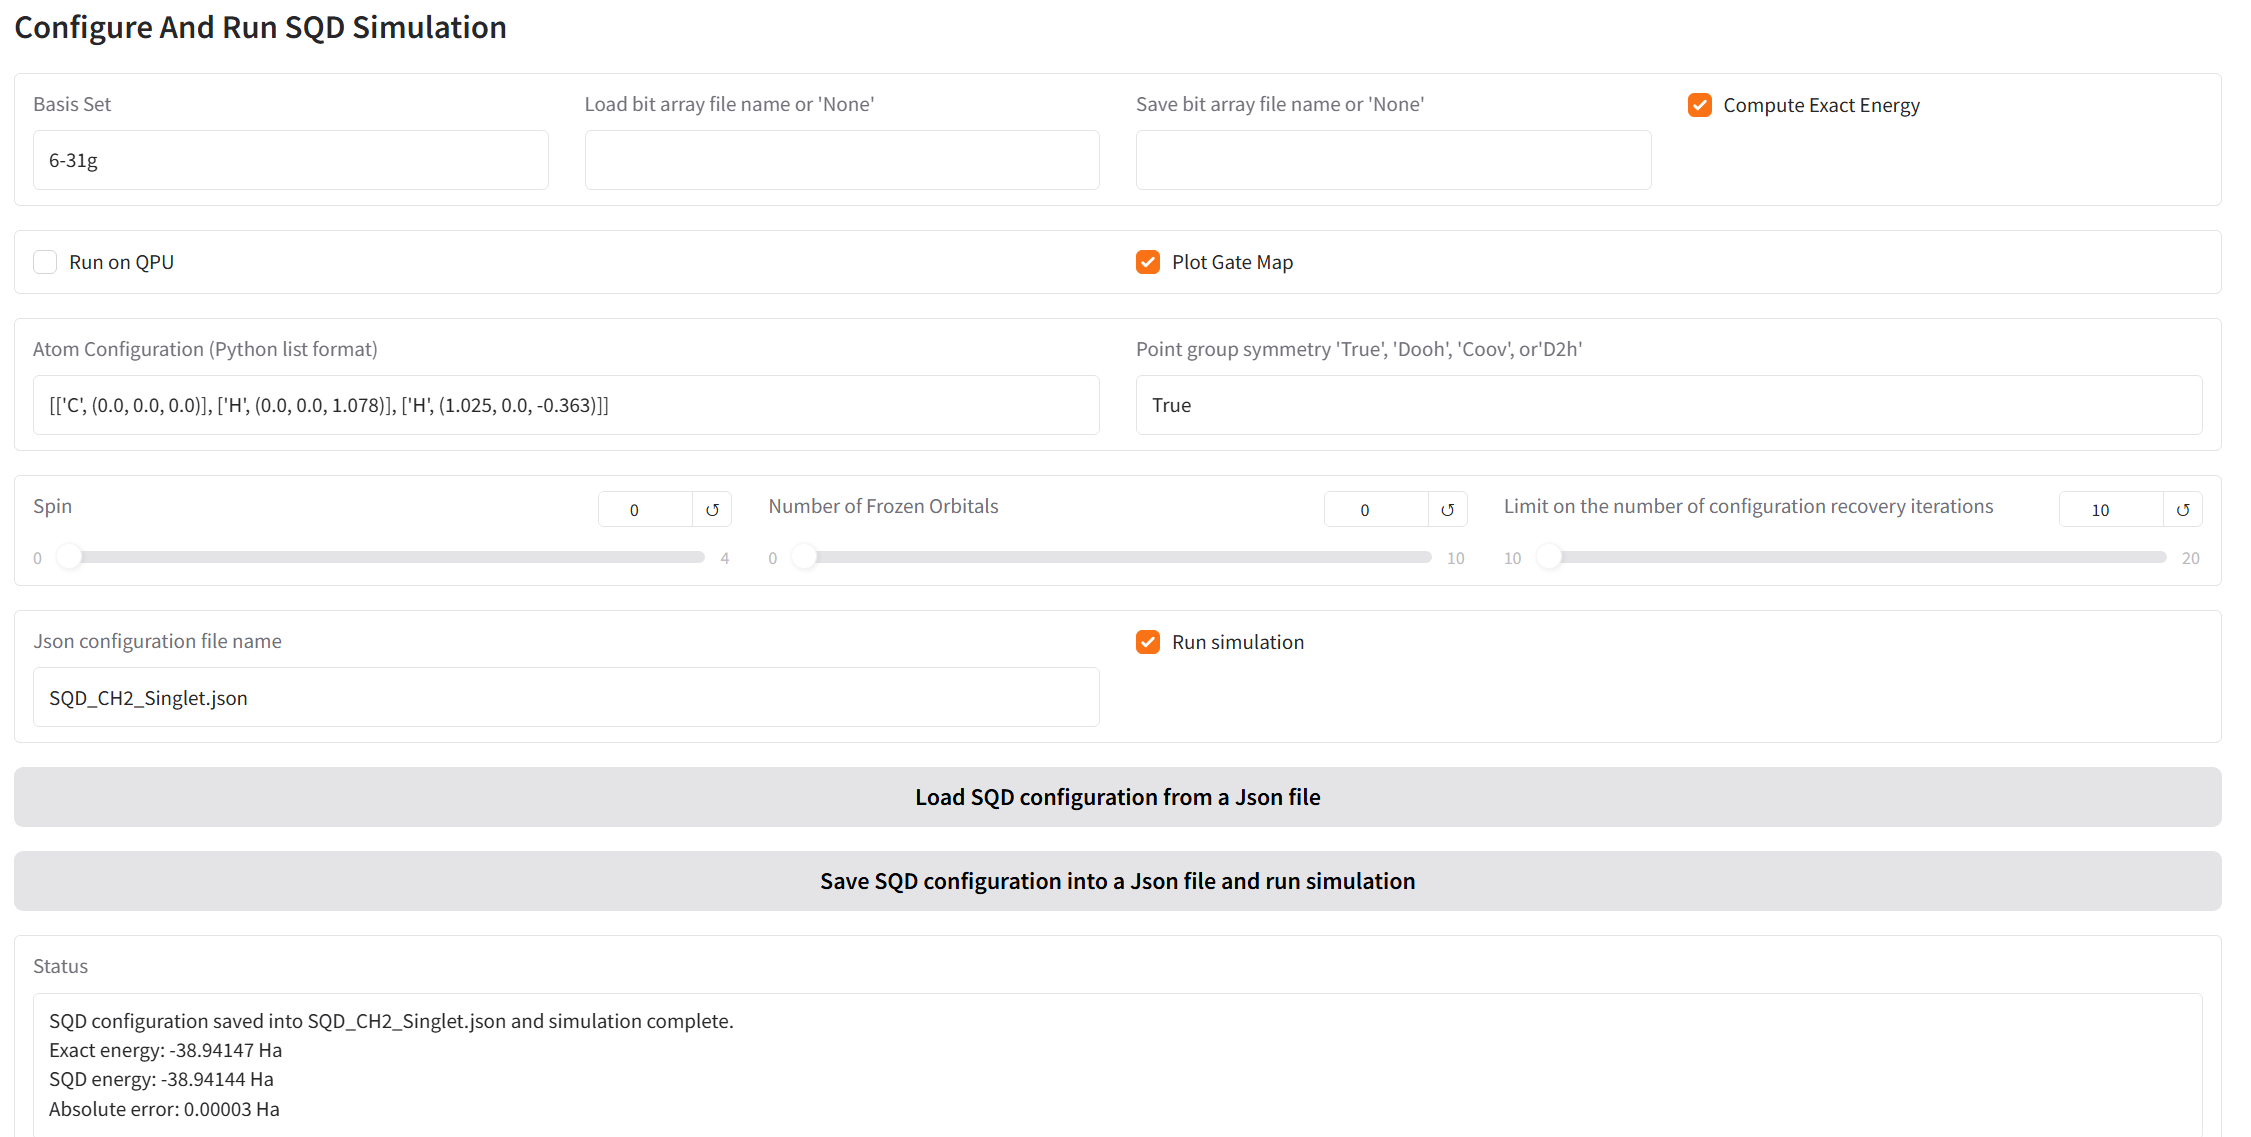 Configure And Run SQD Simulation
Basis Set
Load bit array file name or 'None'
Save bit array file name or 'None'
Compute Exact Energy
6-31g
Run on QPU
Plot Gate Map
Atom Configuration (Python list format)
Point group symmetry 'True', 'Dooh', 'Coov', or'D2h'
[['C', (0.0, 0.0, 0.0)], ['H', (0.0, 0.0, 1.078)], ['H', (1.025, 0.0, -0.363)]]
True
Spin
0
↺
Number of Frozen Orbitals
0
↺
Limit on the number of configuration recovery iterations
10
↺
0
4
0
10
10
20
Json configuration file name
Run simulation
SQD_CH2_Singlet.json
Load SQD configuration from a Json file
Save SQD configuration into a Json file and run simulation
Status
SQD configuration saved into SQD_CH2_Singlet.json and simulation complete.
Exact energy: -38.94147 Ha
SQD energy: -38.94144 Ha
Absolute error: 0.00003 Ha